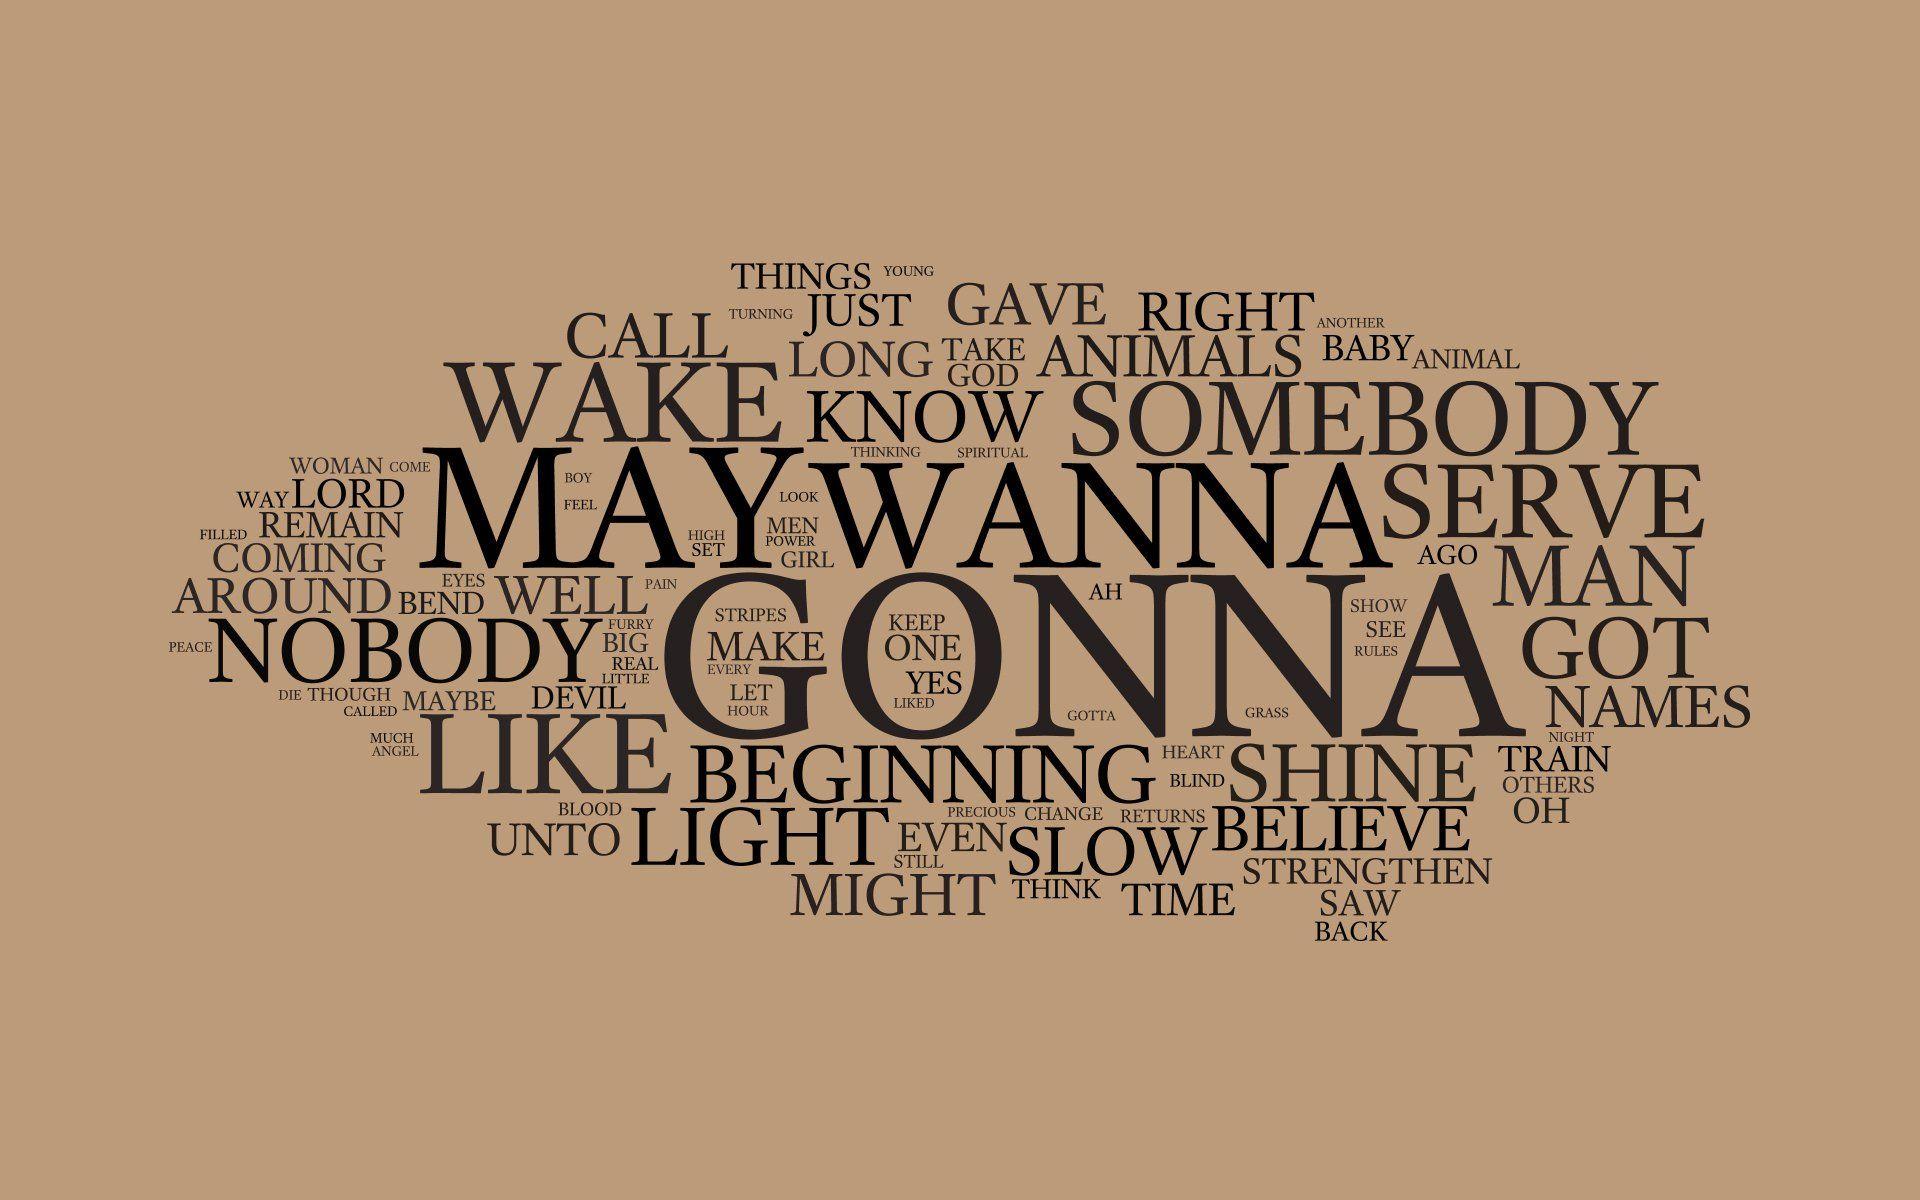 THINGS YOUNG
TURNING JUST GAVE RIGHT ANOTHER
CALL LONG TAKE ANIMALS BABY ANIMAL
GOD
WAKE KNOW SOMEBODY
THINKING SPIRITUAL
WOMAN COME MAY WANNA SERVE
BOY
WAY LORD FEEL LOOK
REMAIN MEN
FILLED HIGH POWER
COMING SET GIRL AGO MAN
AROUND BEND EYES WELL PAIN GONNA AH
STRIPES KEEP SHOW
PEACE NOBODY FURRY SEE GOT
BIG MAKE ONE RULES
REAL EVERY
LITTLE YES
DIE THOUGH MAYBE DEVIL LET LIKED NAMES
CALLED HOUR GOTTA GRASS
MUCH LIKE NIGHT
ANGEL BEGINNING HEART SHINE TRAIN
BLIND OTHERS
BLOOD PRECIOUS CHANGE RETURNS OH
UNTO LIGHT EVEN SLOW BELIEVE
STILL STRENGTHEN
MIGHT THINK TIME SAW
BACK